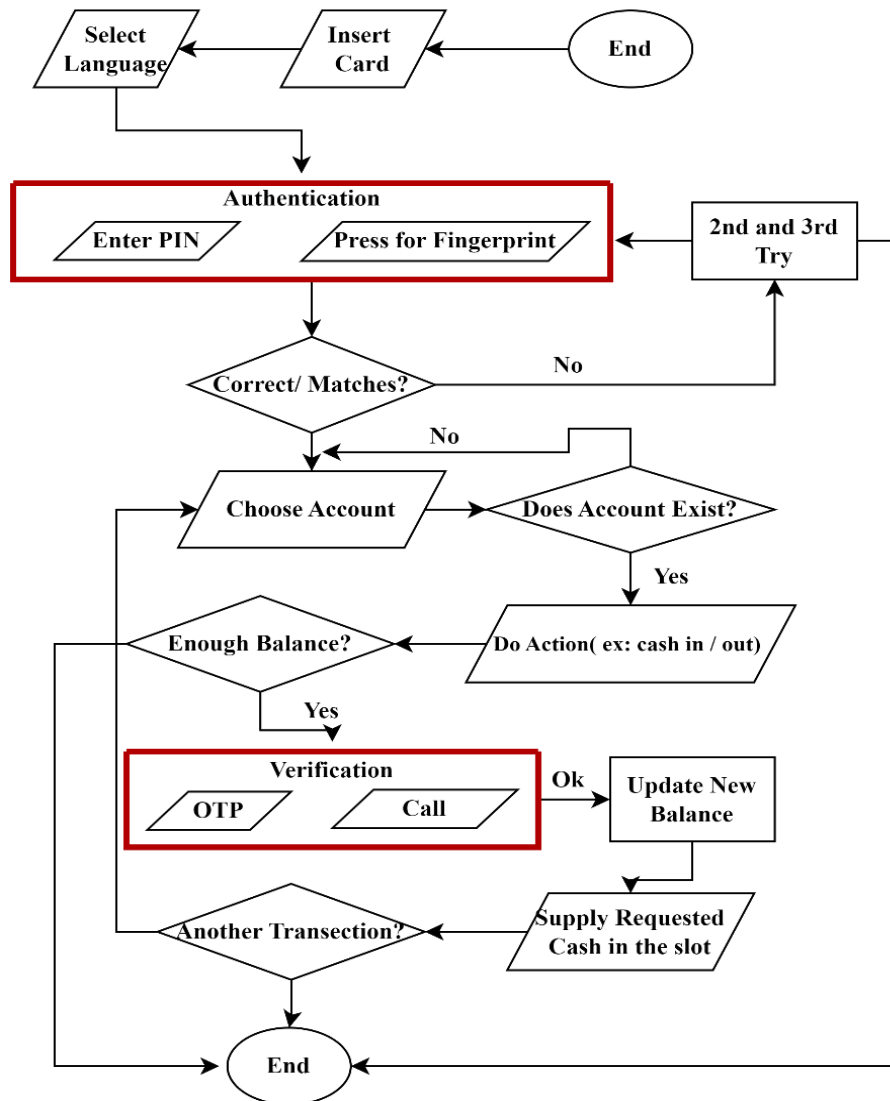 Select
Language
Insert
Card
End
Authentication
Enter PIN
Press for Fingerprint
2nd and 3rd
Try
Correct/ Matches?
No
No
Choose Account
Does Account Exist?
Yes
Enough Balance?
Do Action( ex: cash in / out)
Yes
Verification
OTP
Call
Ok
Update New
Balance
Another Transection?
Supply Requested
Cash in the slot
End